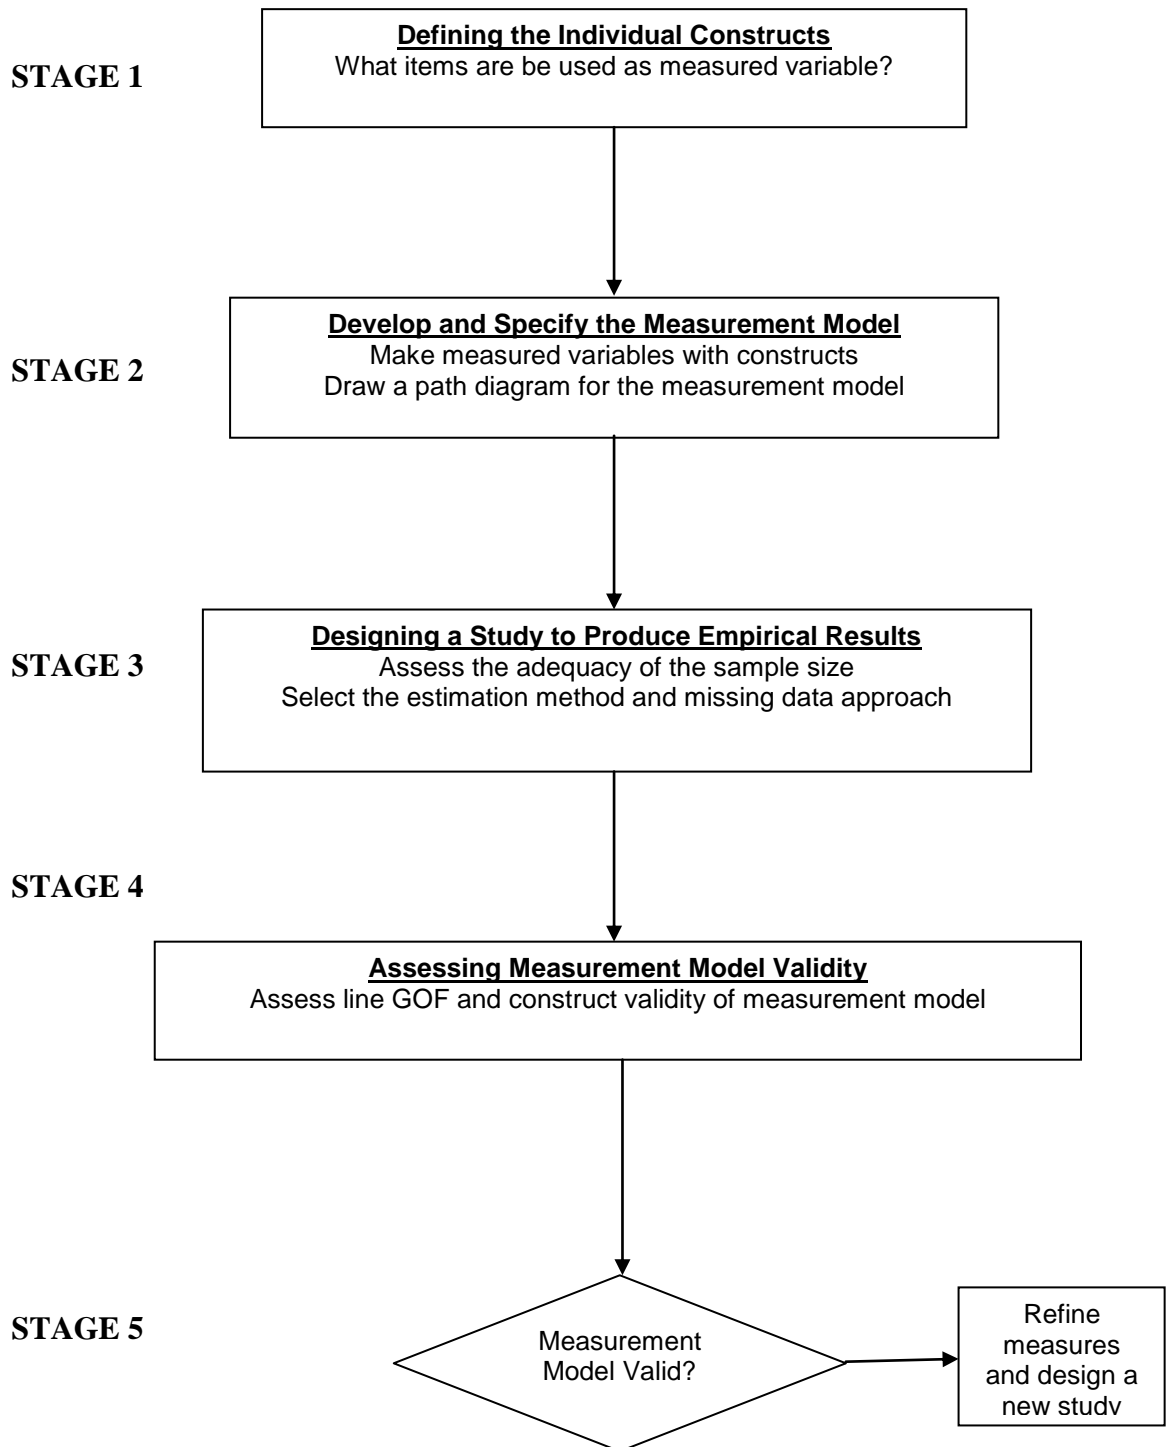 STAGE 1
Defining the Individual Constructs
What items are be used as measured variable?
STAGE 2
Develop and Specify the Measurement Model
Make measured variables with constructs
Draw a path diagram for the measurement model
STAGE 3
Designing a Study to Produce Empirical Results
Assess the adequacy of the sample size
Select the estimation method and missing data approach
STAGE 4
Assessing Measurement Model Validity
Assess line GOF and construct validity of measurement model
STAGE 5
Measurement
Model Valid?
Refine
measures
and design a
new study